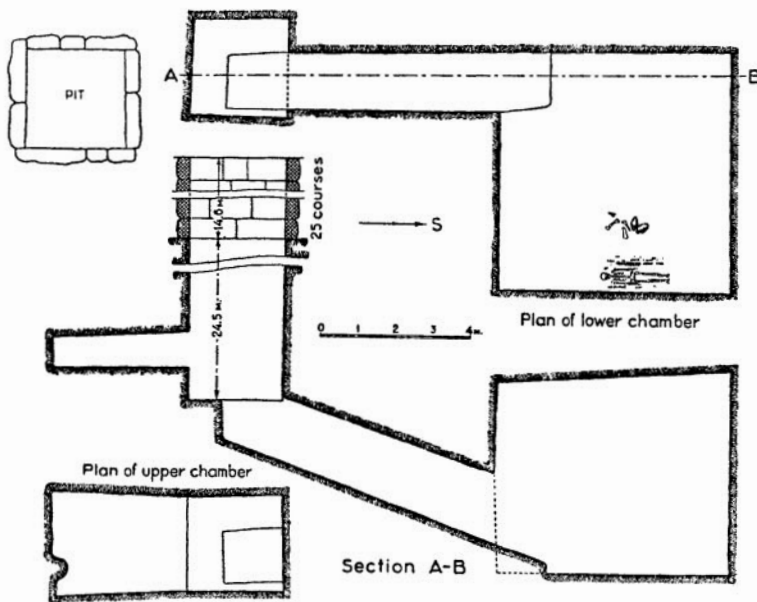 PIT
A
B
14.6 м.
25 courses
S
24.5 м.
0 1 2 3 4 м.
Plan of lower chamber
Plan of upper chamber
Section A-B